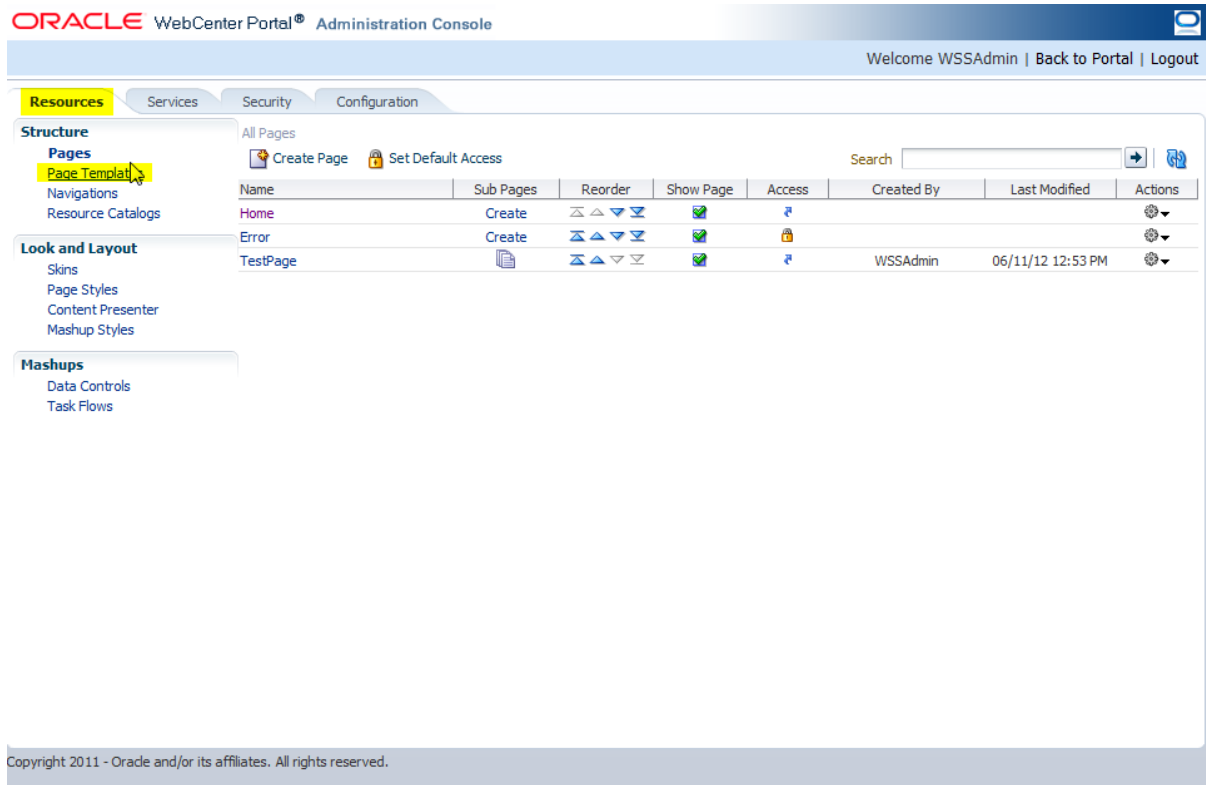 ORACLE WebCenter Portal® Administration Console
Welcome WSSAdmin | Back to Portal | Logout
Resources Services Security Configuration
Structure
Pages
Page Templat
Navigations
Resource Catalogs
Look and Layout
Skins
Page Styles
Content Presenter
Mashup Styles
Mashups
Data Controls
Task Flows
All Pages
Create Page Set Default Access Search
Name Sub Pages Reorder Show Page Access Created By Last Modified Actions
Home Create
Error Create
TestPage WSSAdmin 06/11/12 12:53 PM
Copyright 2011 - Oracle and/or its affiliates. All rights reserved.